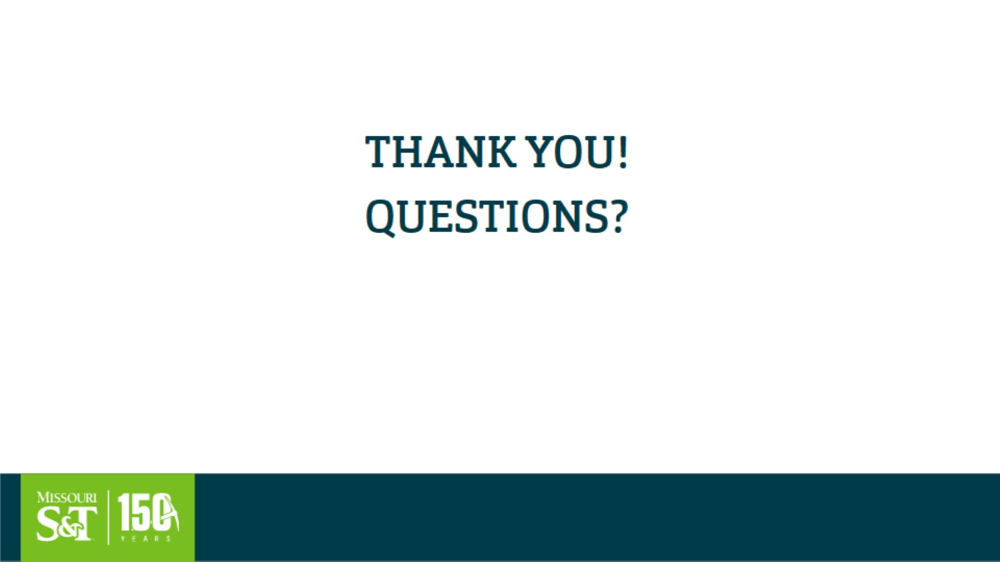 THANK YOU!
QUESTIONS?
MISSOURI
S&T
150
YEARS